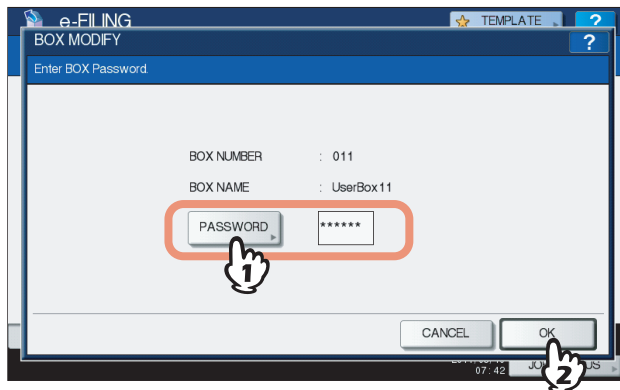 e-FILING TEMPLATE ?
BOX MODIFY ?
Enter BOX Password.
BOX NUMBER : 011
BOX NAME : UserBox11
PASSWORD ******
1
CANCEL OK
2
07:42